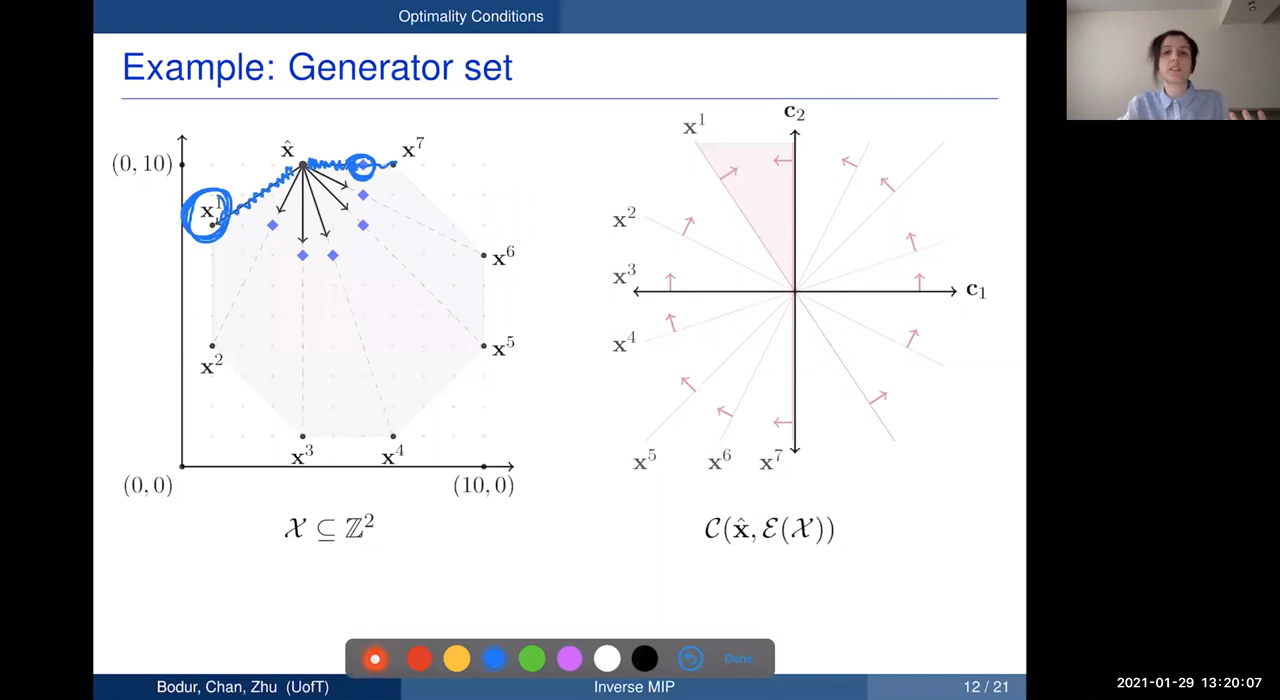 Optimality Conditions
Example: Generator set
(0, 10)
x̂
x⁷
x¹
x⁶
x⁵
x²
x³
x⁴
(0, 0)
(10, 0)
𝒳 ⊆ ℤ²
x¹
c₂
x²
x³
c₁
x⁴
x⁵
x⁶
x⁷
𝒞(x̂, ℰ(𝒳))
Done
Bodur, Chan, Zhu (UofT)
Inverse MIP
12 / 21
2021-01-29 13:20:07